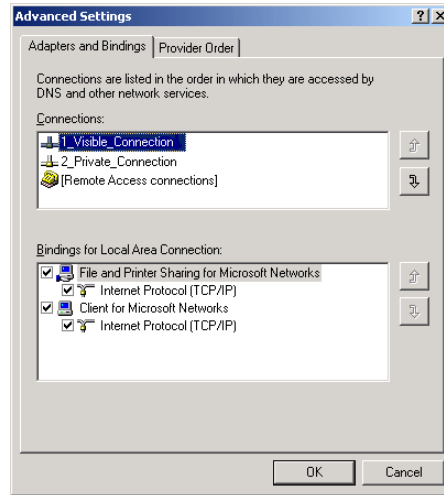 Advanced Settings
Adapters and Bindings
Provider Order
Connections are listed in the order in which they are accessed by
DNS and other network services.
Connections:
1_Visible_Connection
2_Private_Connection
[Remote Access connections]
Bindings for Local Area Connection:
File and Printer Sharing for Microsoft Networks
Internet Protocol (TCP/IP)
Client for Microsoft Networks
Internet Protocol (TCP/IP)
OK
Cancel